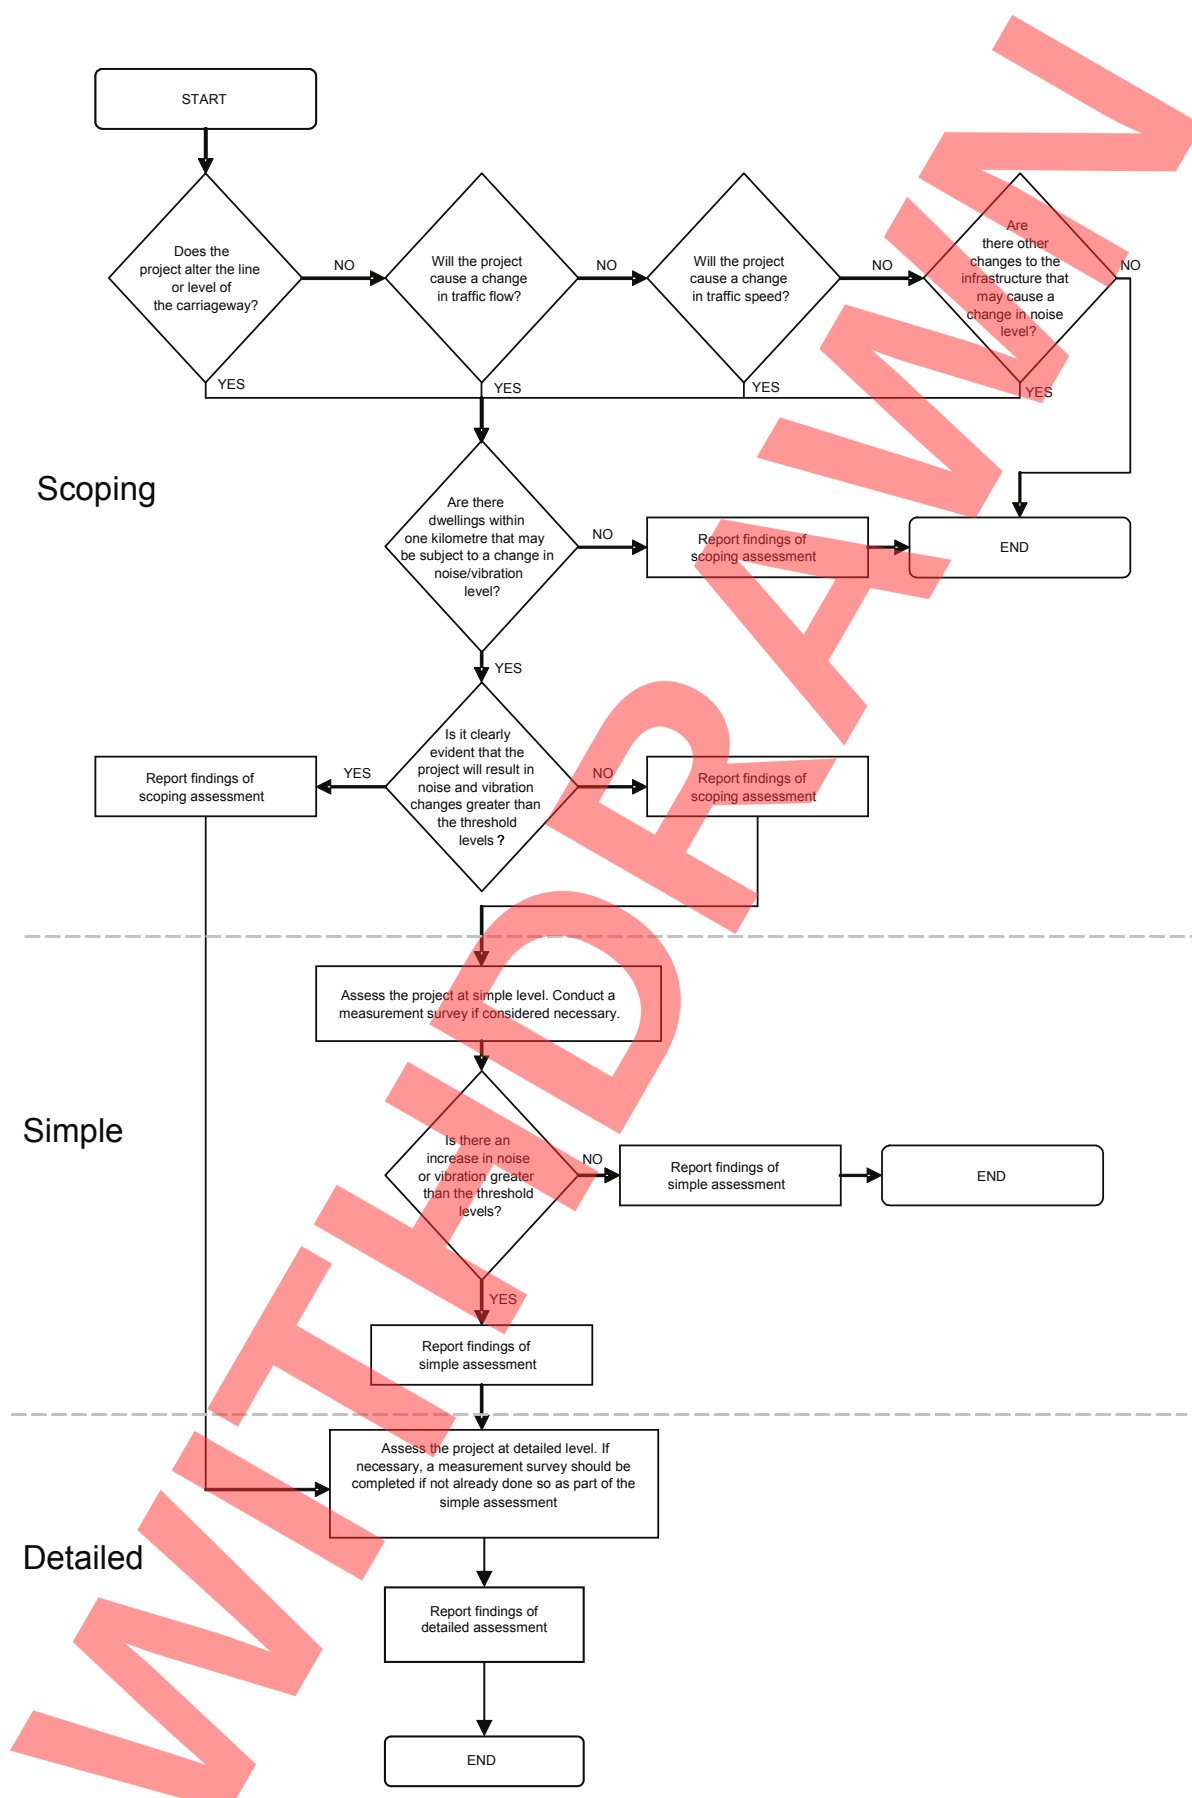 START
Does the
project alter the line
or level of
the carriageway?
NO
Will the project
cause a change
in traffic flow?
NO
Will the project
cause a change
in traffic speed?
NO
Are
there other
changes to the
infrastructure that
may cause a
change in noise
level?
NO
YES
YES
YES
YES
Scoping
Are there
dwellings within
one kilometre that may
be subject to a change in
noise/vibration
level?
NO
Report findings of
scoping assessment
END
YES
Is it clearly
evident that the
project will result in
noise and vibration
changes greater than
the threshold
levels ?
YES
Report findings of
scoping assessment
NO
Report findings of
scoping assessment
Assess the project at simple level. Conduct a
measurement survey if considered necessary.
Simple
Is there an
increase in noise
or vibration greater
than the threshold
levels?
NO
Report findings of
simple assessment
END
YES
Report findings of
simple assessment
Assess the project at detailed level. If
necessary, a measurement survey should be
completed if not already done so as part of the
simple assessment
Detailed
Report findings of
detailed assessment
END
WITHDRAWN